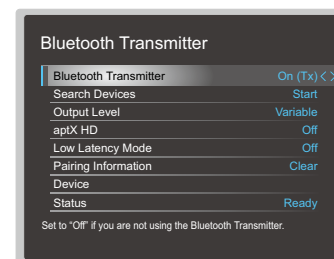 Bluetooth Transmitter
Bluetooth Transmitter On (Tx) < >
Search Devices Start
Output Level Variable
aptX HD Off
Low Latency Mode Off
Pairing Information Clear
Device
Status Ready
Set to “Off” if you are not using the Bluetooth Transmitter.